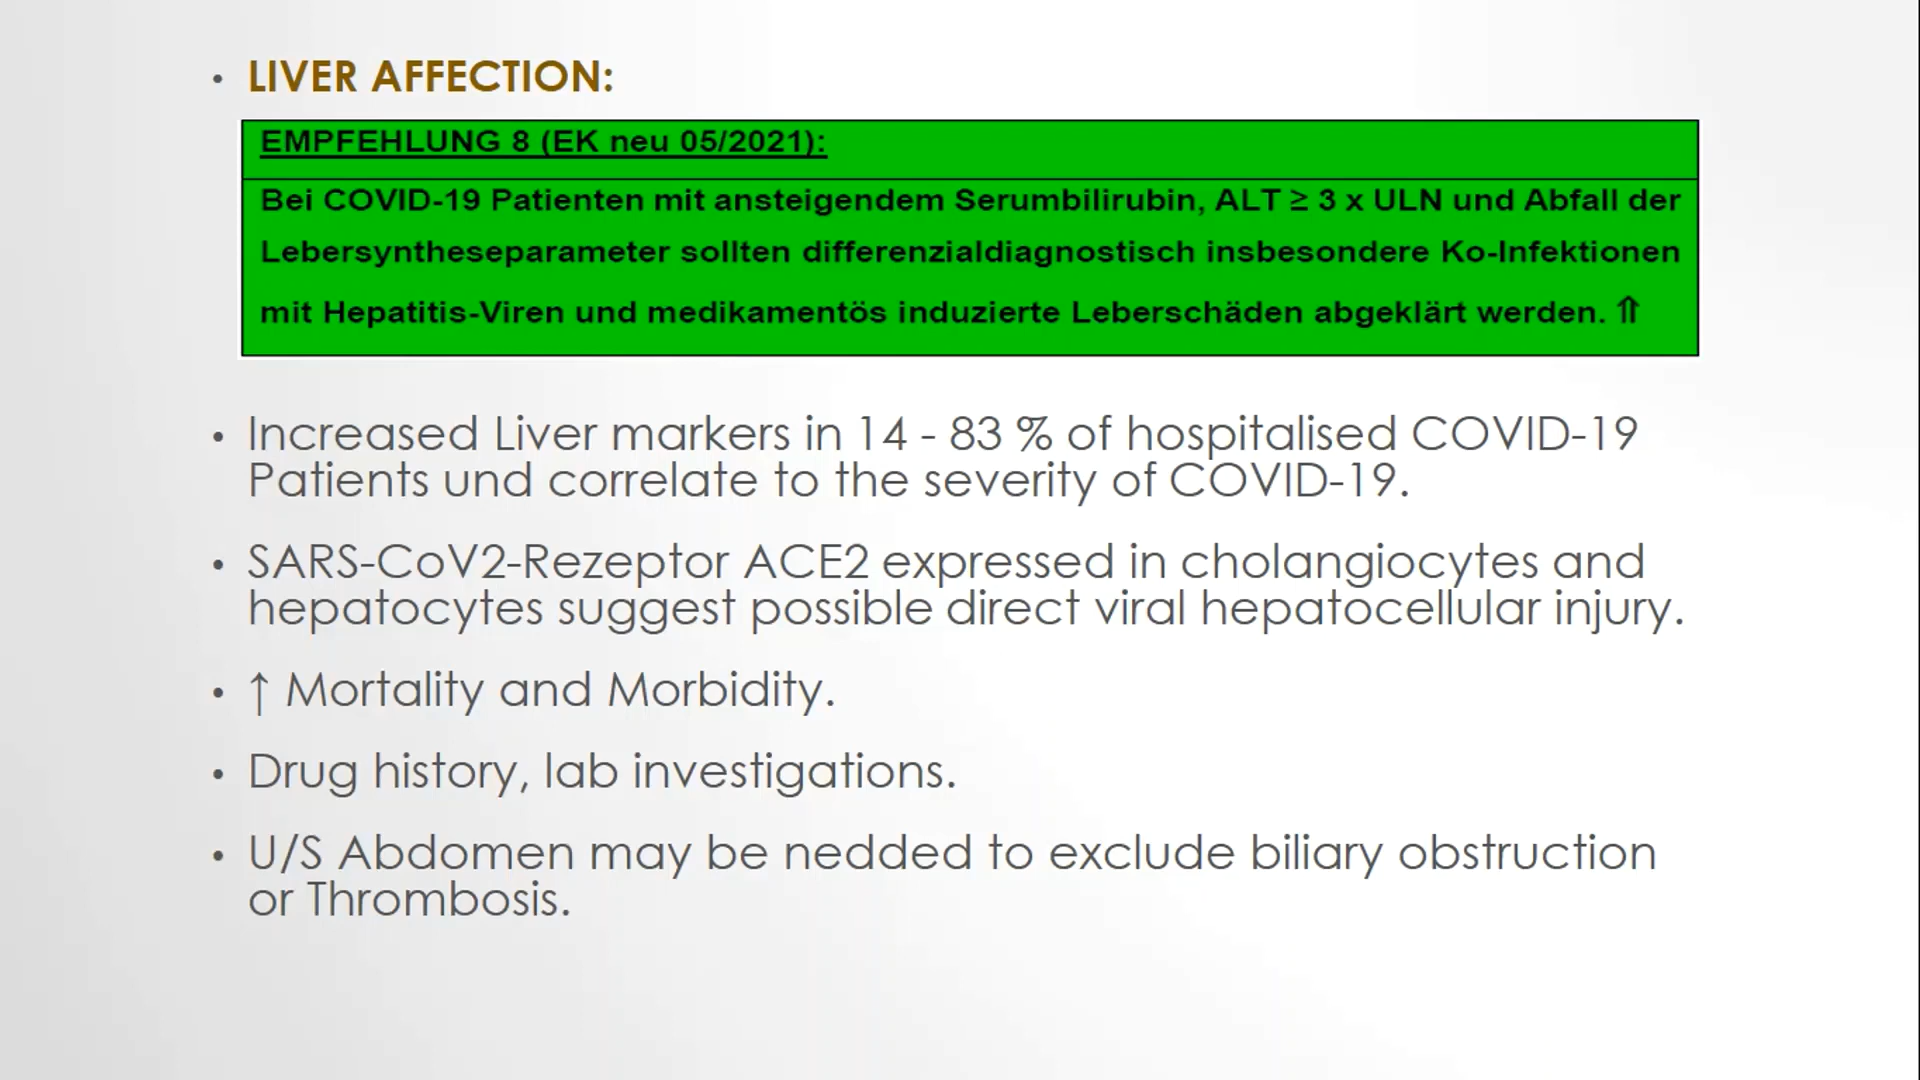 • LIVER AFFECTION:
EMPFEHLUNG 8 (EK neu 05/2021):
Bei COVID-19 Patienten mit ansteigendem Serumbilirubin, ALT ≥ 3 x ULN und Abfall der
Lebersyntheseparameter sollten differenzialdiagnostisch insbesondere Ko-Infektionen
mit Hepatitis-Viren und medikamentös induzierte Leberschäden abgeklärt werden. ⇑
• Increased Liver markers in 14 - 83 % of hospitalised COVID-19
Patients und correlate to the severity of COVID-19.
• SARS-CoV2-Rezeptor ACE2 expressed in cholangiocytes and
hepatocytes suggest possible direct viral hepatocellular injury.
• ↑ Mortality and Morbidity.
• Drug history, lab investigations.
• U/S Abdomen may be nedded to exclude biliary obstruction
or Thrombosis.